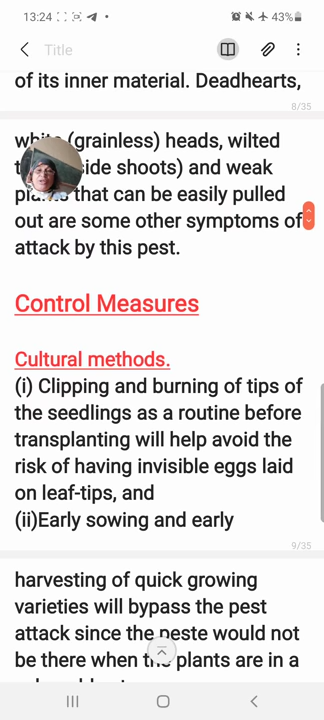 13:24
43%
Title
of its inner material. Deadhearts,
8/35
white (grainless) heads, wilted
side shoots) and weak
plants that can be easily pulled
out are some other symptoms of
attack by this pest.
Control Measures
Cultural methods.
(i) Clipping and burning of tips of
the seedlings as a routine before
transplanting will help avoid the
risk of having invisible eggs laid
on leaf-tips, and
(ii)Early sowing and early
9/35
harvesting of quick growing
varieties will bypass the pest
attack since the peste would not
be there when the plants are in a